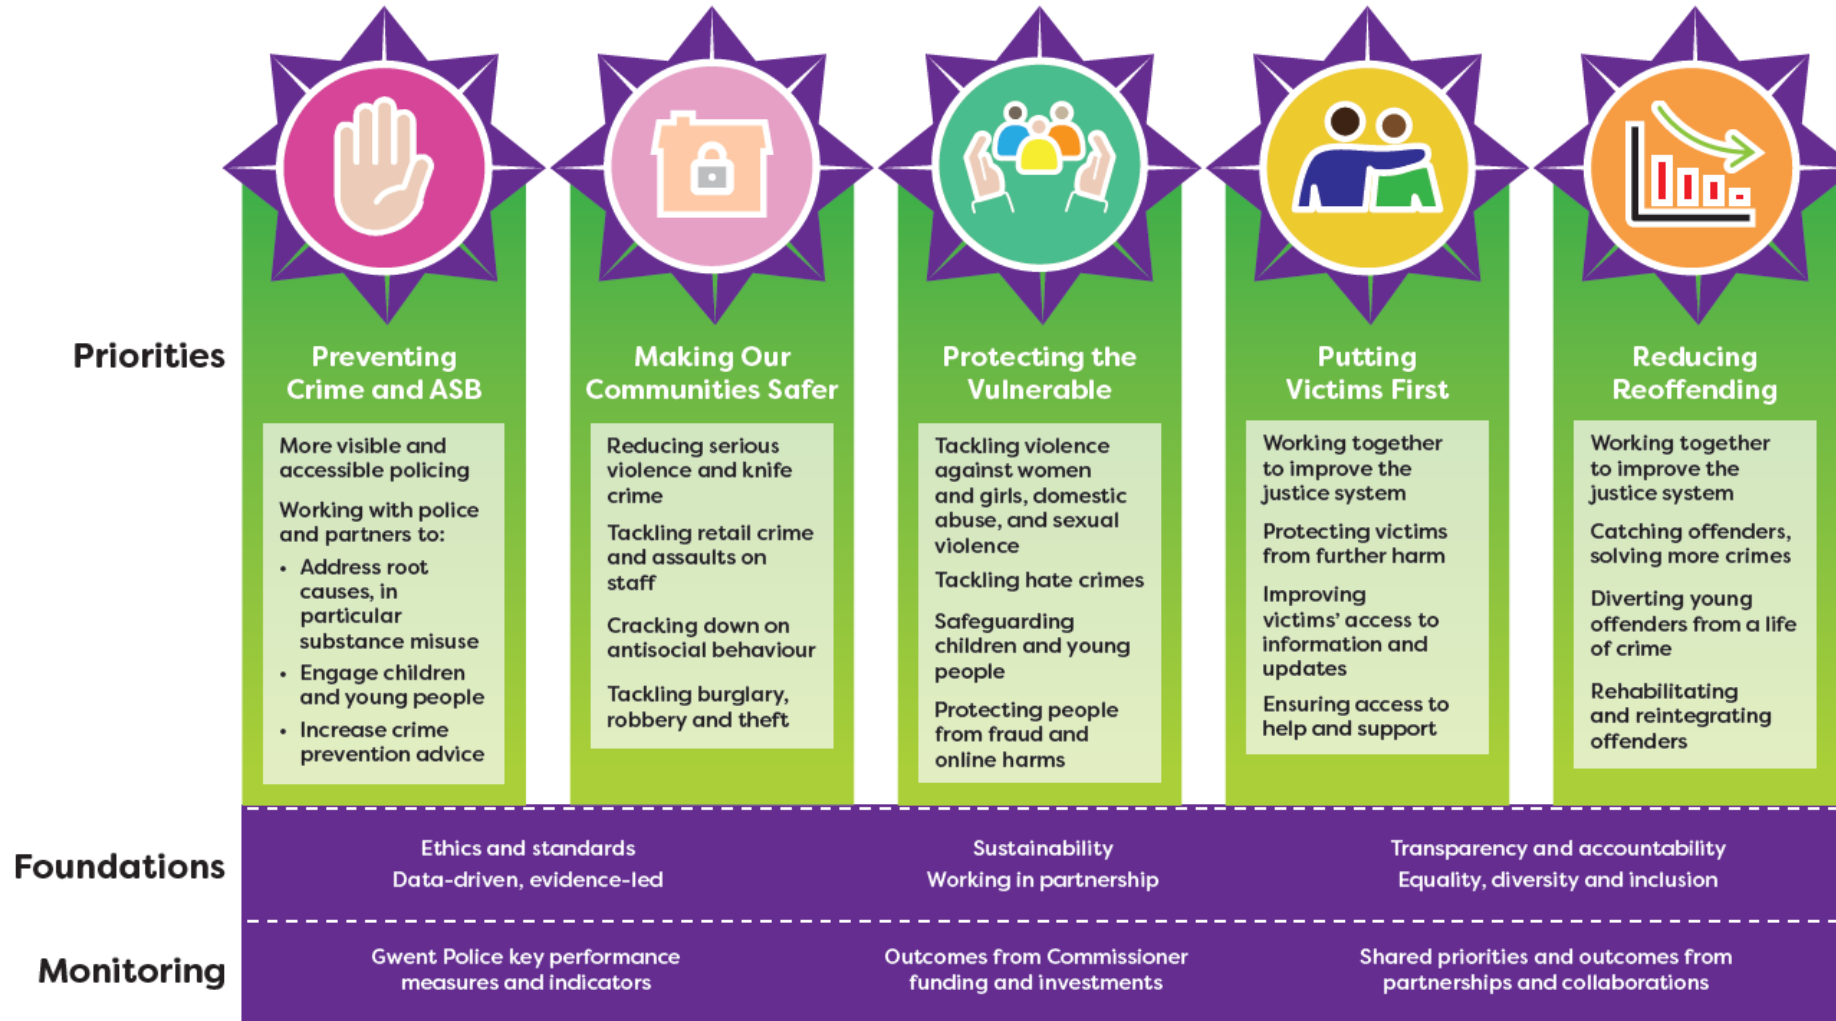 Priorities
Preventing
Crime and ASB
More visible and
accessible policing
Working with police
and partners to:
• Address root
causes, in
particular
substance misuse
• Engage children
and young people
• Increase crime
prevention advice
Making Our
Communities Safer
Reducing serious
violence and knife
crime
Tackling retail crime
and assaults on
staff
Cracking down on
antisocial behaviour
Tackling burglary,
robbery and theft
Protecting the
Vulnerable
Tackling violence
against women
and girls, domestic
abuse, and sexual
violence
Tackling hate crimes
Safeguarding
children and young
people
Protecting people
from fraud and
online harms
Putting
Victims First
Working together
to improve the
justice system
Protecting victims
from further harm
Improving
victims’ access to
information and
updates
Ensuring access to
help and support
Reducing
Reoffending
Working together
to improve the
justice system
Catching offenders,
solving more crimes
Diverting young
offenders from a life
of crime
Rehabilitating
and reintegrating
offenders
Foundations
Ethics and standards
Data-driven, evidence-led
Sustainability
Working in partnership
Transparency and accountability
Equality, diversity and inclusion
Monitoring
Gwent Police key performance
measures and indicators
Outcomes from Commissioner
funding and investments
Shared priorities and outcomes from
partnerships and collaborations